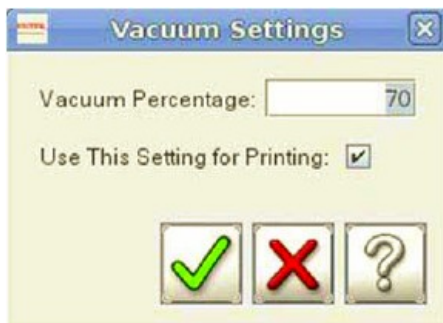 Vacuum Settings
Vacuum Percentage: 70
Use This Setting for Printing: